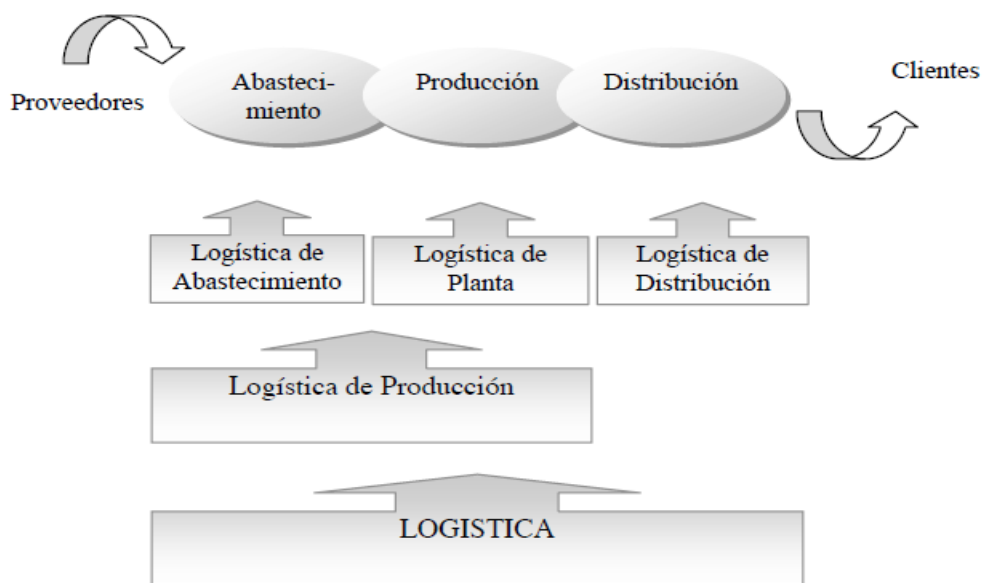 Proveedores
Abasteci-
miento
Producción
Distribución
Clientes
Logística de
Abastecimiento
Logística de
Planta
Logística de
Distribución
Logística de Producción
LOGISTICA